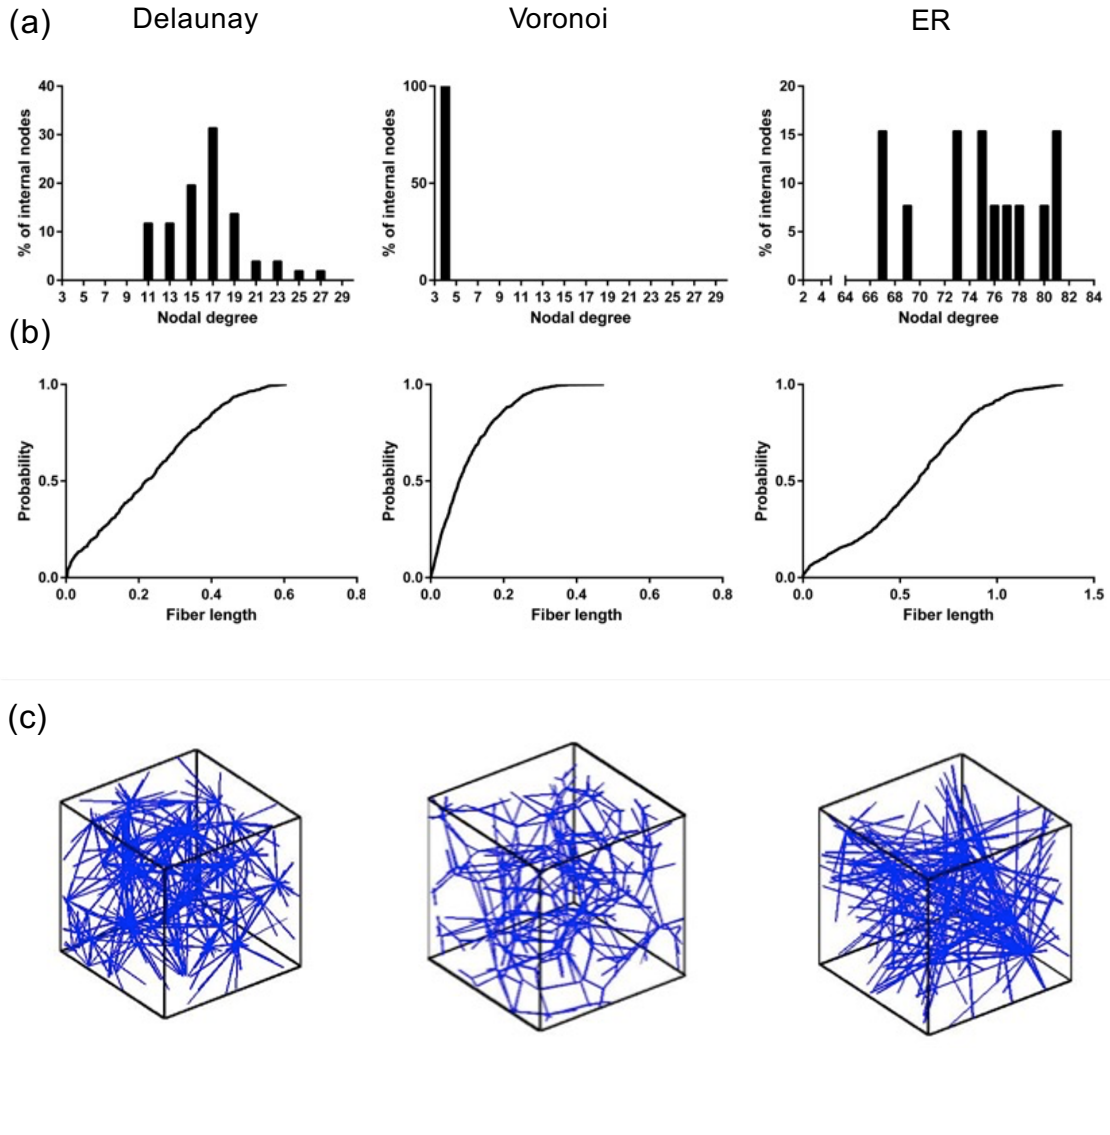 (a) Delaunay Voronoi ER
% of internal nodes
40
30
20
10
0
3 5 7 9 11 13 15 17 19 21 23 25 27 29
Nodal degree
% of internal nodes
100
50
0
3 5 7 9 11 13 15 17 19 21 23 25 27 29
Nodal degree
% of internal nodes
20
15
10
5
0
2 4 64 66 68 70 72 74 76 78 80 82 84
Nodal degree
(b)
Probability
1.0
0.5
0.0
0.0 0.2 0.4 0.6 0.8
Fiber length
Probability
1.0
0.5
0.0
0.0 0.2 0.4 0.6 0.8
Fiber length
Probability
1.0
0.5
0.0
0.0 0.5 1.0 1.5
Fiber length
(c)